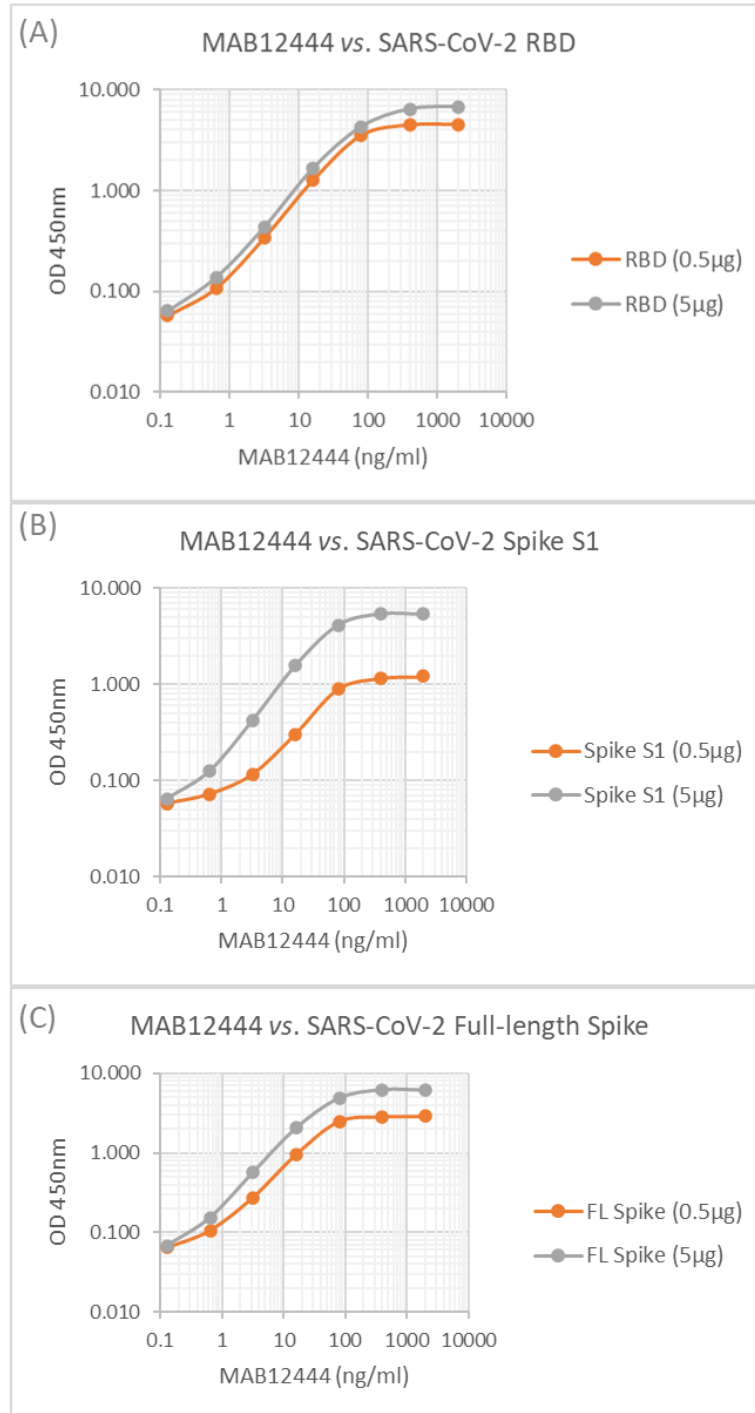 (A)
MAB12444 vs. SARS-CoV-2 RBD
10.000
1.000
0.100
0.010
OD 450nm
0.1 1 10 100 1000 10000
MAB12444 (ng/ml)
RBD (0.5µg)
RBD (5µg)
(B)
MAB12444 vs. SARS-CoV-2 Spike S1
10.000
1.000
0.100
0.010
OD 450nm
0.1 1 10 100 1000 10000
MAB12444 (ng/ml)
Spike S1 (0.5µg)
Spike S1 (5µg)
(C)
MAB12444 vs. SARS-CoV-2 Full-length Spike
10.000
1.000
0.100
0.010
OD 450nm
0.1 1 10 100 1000 10000
MAB12444 (ng/ml)
FL Spike (0.5µg)
FL Spike (5µg)